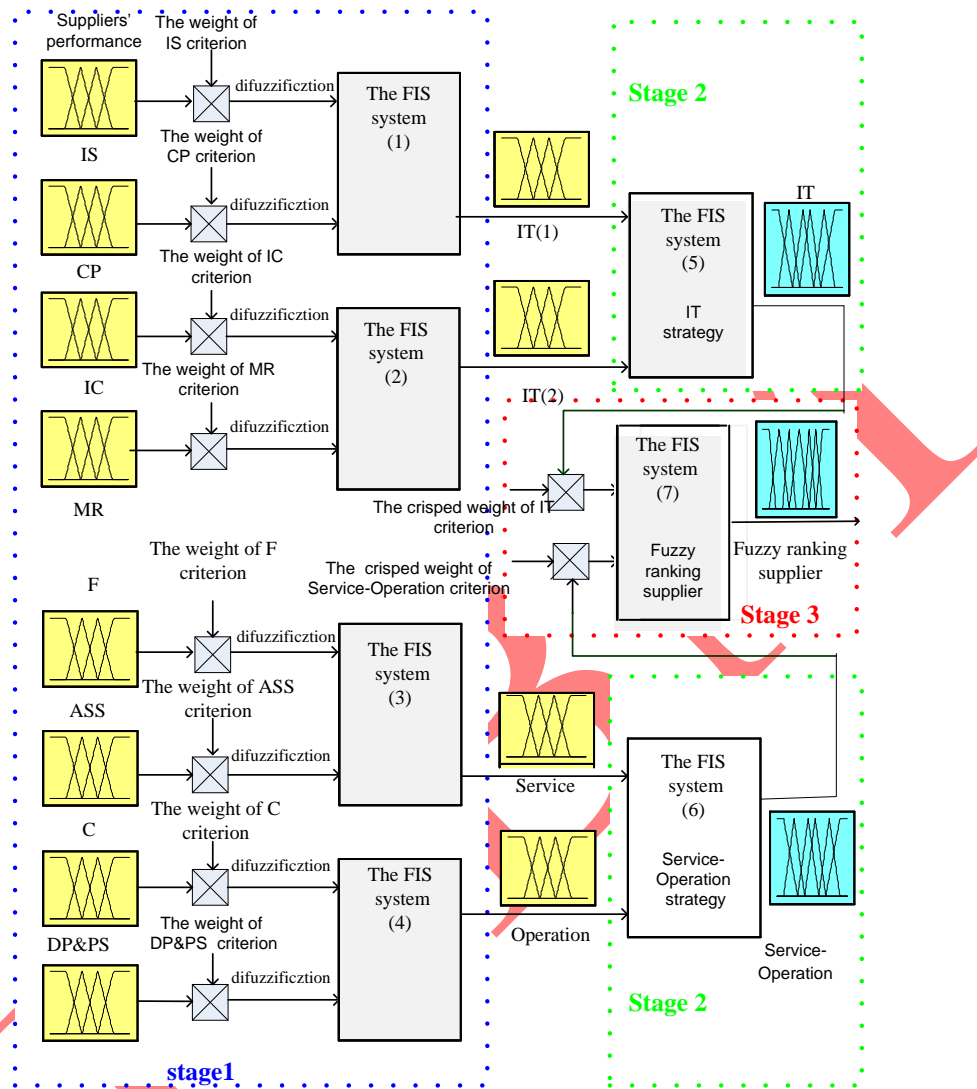 Suppliers'
performance
The weight of
IS criterion
difuzzificztion
IS
The weight of
CP criterion
difuzzificztion
CP
The FIS
system
(1)
The weight of IC
criterion
difuzzificztion
IC
The weight of MR
criterion
difuzzificztion
MR
The FIS
system
(2)
IT(1)
IT(2)
Stage 2
The FIS
system
(5)
IT
strategy
IT
The crisped weight of IT
criterion
The crisped weight of
Service-Operation criterion
The FIS
system
(7)
Fuzzy
ranking
supplier
Fuzzy ranking
supplier
Stage 3
The weight of F
criterion
F
difuzzificztion
The weight of ASS
criterion
ASS
difuzzificztion
The FIS
system
(3)
Service
The weight of C
criterion
C
difuzzificztion
The weight of
DP&PS criterion
DP&PS
difuzzificztion
The FIS
system
(4)
Operation
The FIS
system
(6)
Service-
Operation
strategy
Service-
Operation
Stage 2
stage1